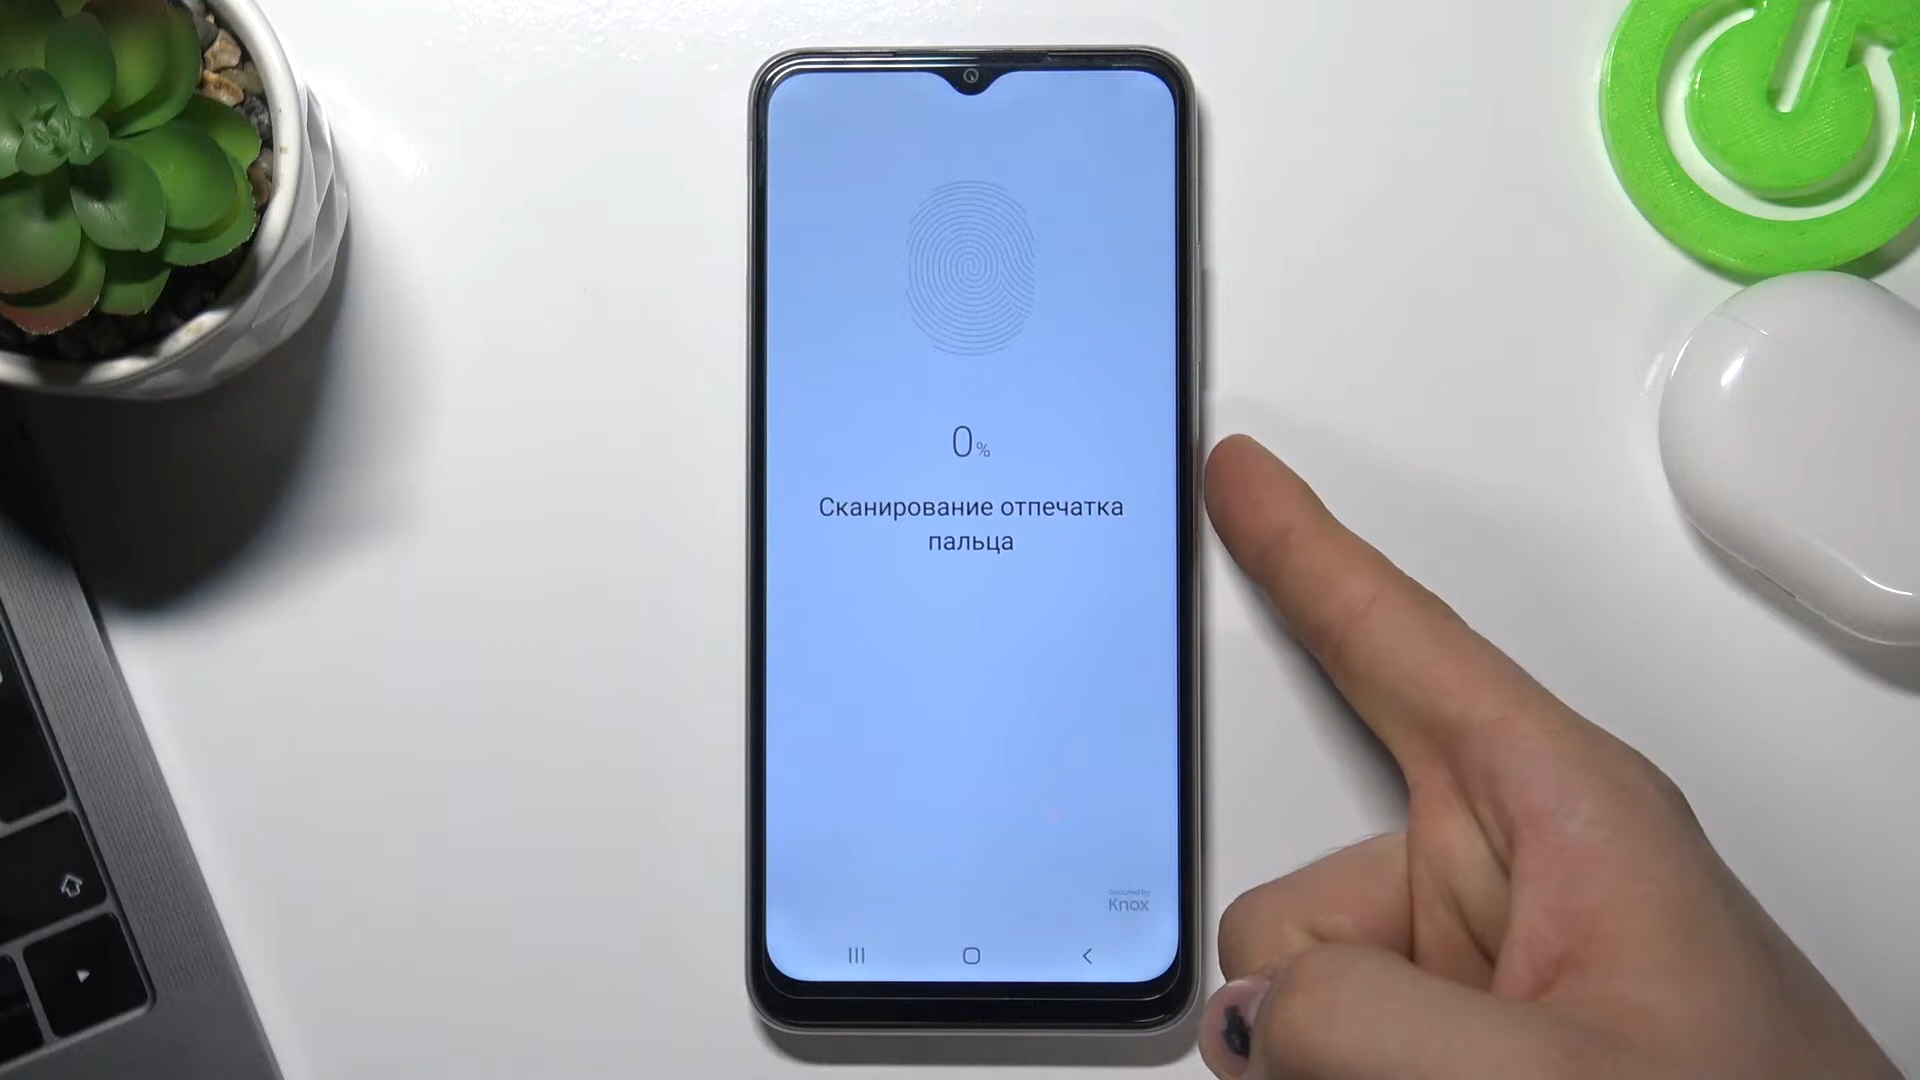 0%
Сканирование отпечатка
пальца
Secured by
Knox